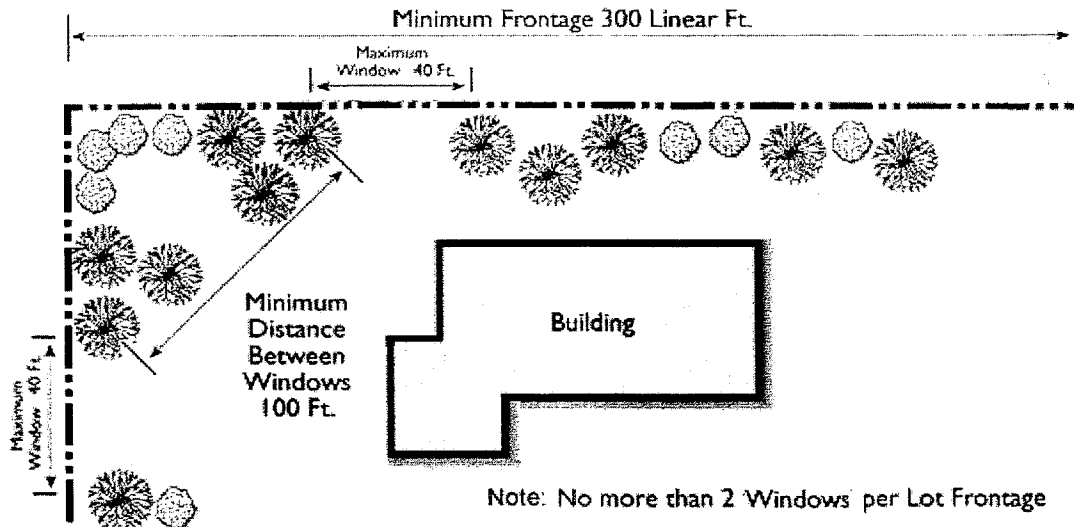 Minimum Frontage 300 Linear Ft.
Maximum
Window 40 Ft.
Minimum
Distance
Between
Windows
100 Ft.
Building
Maximum
Window 40 Ft.
Note: No more than 2 Windows per Lot Frontage